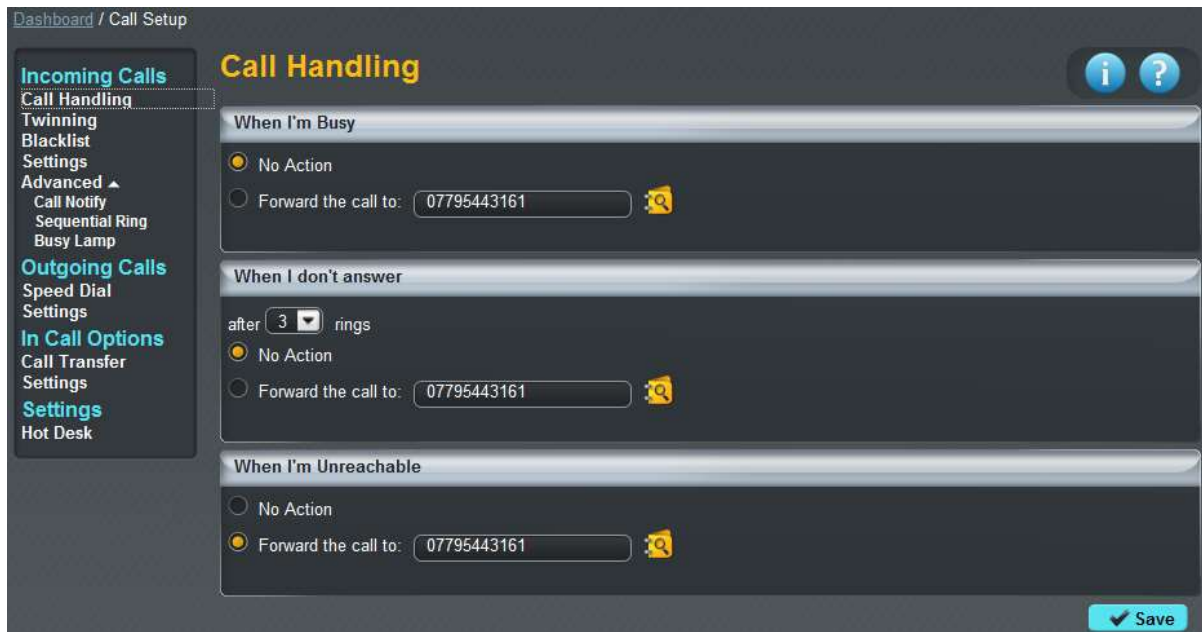 Dashboard / Call Setup
Incoming Calls
Call Handling
Twinning
Blacklist
Settings
Advanced
Call Notify
Sequential Ring
Busy Lamp
Outgoing Calls
Speed Dial
Settings
In Call Options
Call Transfer
Settings
Settings
Hot Desk
Call Handling
i ?
When I'm Busy
No Action
Forward the call to: 07795443161
When I don't answer
after 3 rings
No Action
Forward the call to: 07795443161
When I'm Unreachable
No Action
Forward the call to: 07795443161
Save